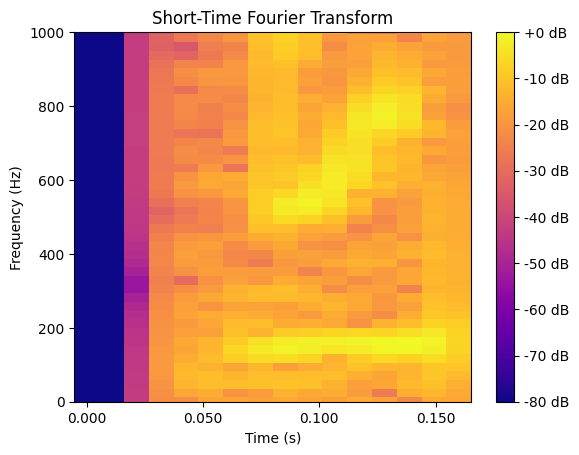 Short-Time Fourier Transform
Frequency (Hz)
1000
800
600
400
200
0
0.000
0.050
0.100
0.150
Time (s)
+0 dB
-10 dB
-20 dB
-30 dB
-40 dB
-50 dB
-60 dB
-70 dB
-80 dB